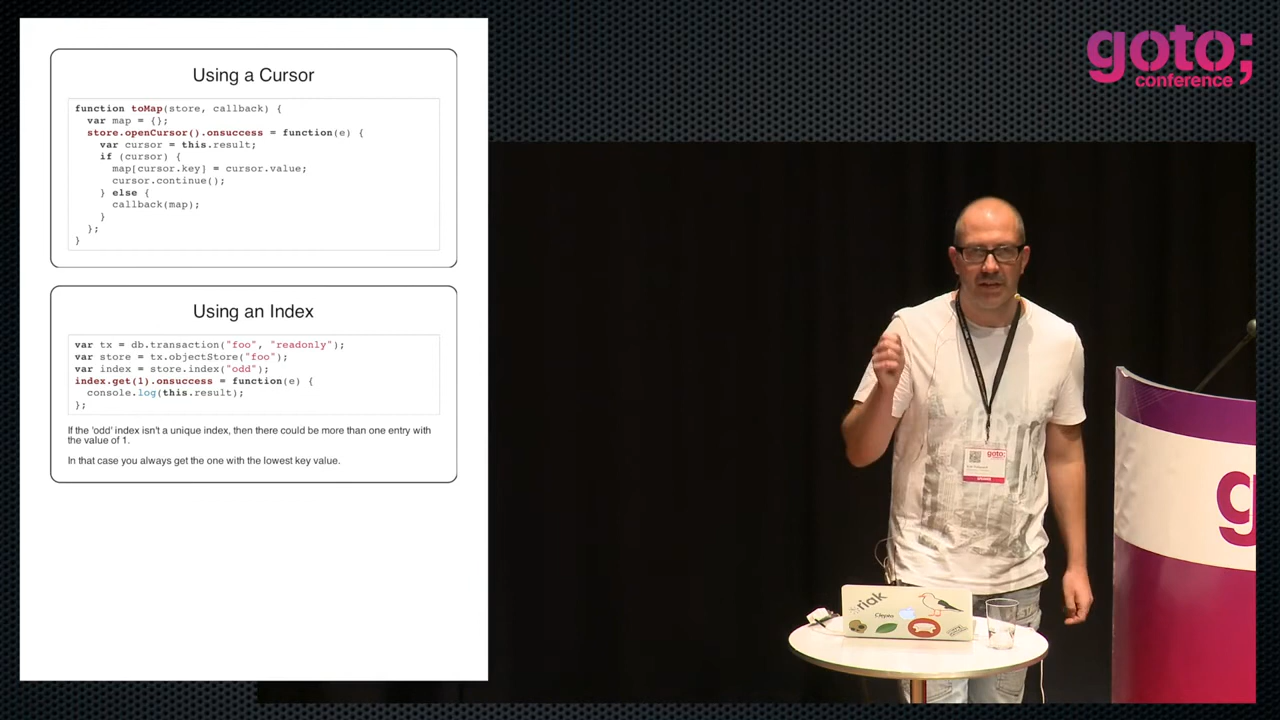 Using a Cursor
function toMap(store, callback) {
  var map = {};
  store.openCursor().onsuccess = function(e) {
    var cursor = this.result;
    if (cursor) {
      map[cursor.key] = cursor.value;
      cursor.continue();
    } else {
      callback(map);
    }
  };
}
Using an Index
var tx = db.transaction("foo", "readonly");
var store = tx.objectStore("foo");
var index = store.index("odd");
index.get(1).onsuccess = function(e) {
  console.log(this.result);
};
If the 'odd' index isn't a unique index, then there could be more than one entry with
the value of 1.
In that case you always get the one with the lowest key value.
goto;
conference
goto;
riak
g